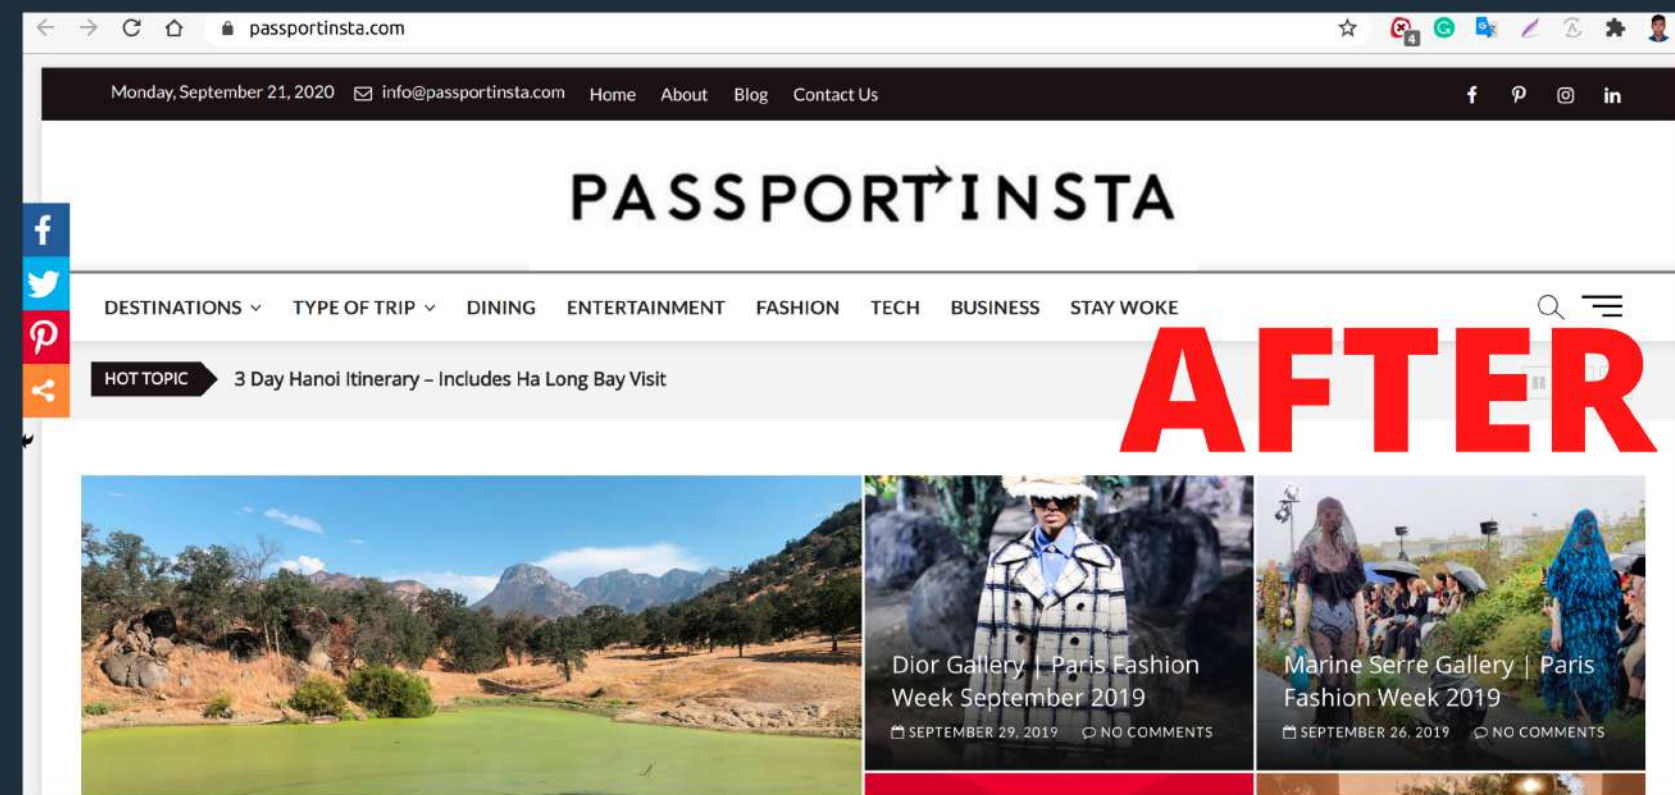 passportinsta.com
4
Monday, September 21, 2020 info@passportinsta.com Home About Blog Contact Us
PASSPORT INSTA
DESTINATIONS TYPE OF TRIP DINING ENTERTAINMENT FASHION TECH BUSINESS STAY WOKE
AFTER
HOT TOPIC 3 Day Hanoi Itinerary – Includes Ha Long Bay Visit
Dior Gallery | Paris Fashion
Week September 2019
SEPTEMBER 29, 2019 NO COMMENTS
Marine Serre Gallery | Paris
Fashion Week 2019
SEPTEMBER 26, 2019 NO COMMENTS